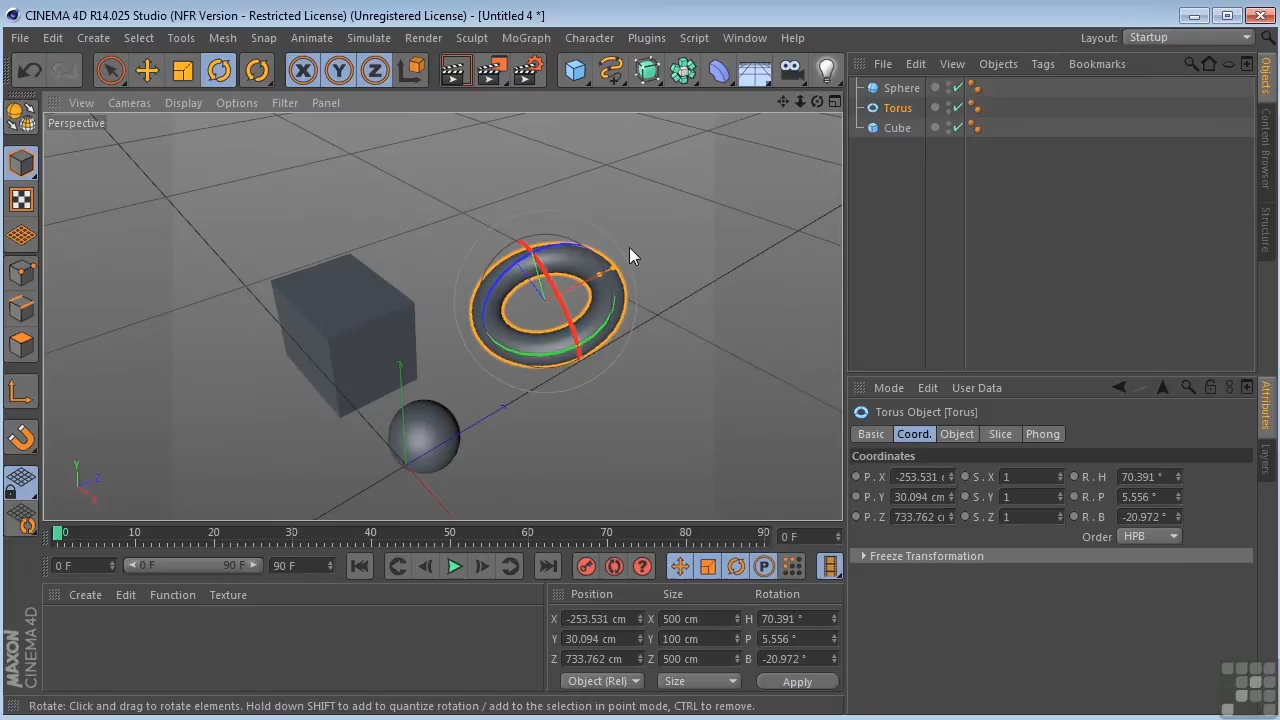 CINEMA 4D R14.025 Studio (NFR Version - Restricted License) (Unregistered License) - [Untitled 4 *]
File Edit Create Select Tools Mesh Snap Animate Simulate Render Sculpt MoGraph Character Plugins Script Window Help Layout: Startup
X Y Z
File Edit View Objects Tags Bookmarks
View Cameras Display Options Filter Panel
Perspective
Sphere
Torus
Cube
Objects
Content Browser
Structure
Mode Edit User Data
Torus Object [Torus]
Basic Coord. Object Slice Phong
Coordinates
P . X -253.531 S . X 1 R . H 70.391 °
P . Y 30.094 cm S . Y 1 R . P 5.556 °
P . Z 733.762 S . Z 1 R . B -20.972 °
Order HPB
Freeze Transformation
Attributes
Layers
Y
Z
X
0 10 20 30 40 50 60 70 80 90 0 F
0 F 0 F 90 F 90 F
P
Create Edit Function Texture
Position Size Rotation
X -253.531 cm X 500 cm H 70.391 °
Y 30.094 cm Y 100 cm P 5.556 °
Z 733.762 cm Z 500 cm B -20.972 °
Object (Rel) Size Apply
MAXON
CINEMA 4D
Rotate: Click and drag to rotate elements. Hold down SHIFT to add to quantize rotation / add to the selection in point mode, CTRL to remove.